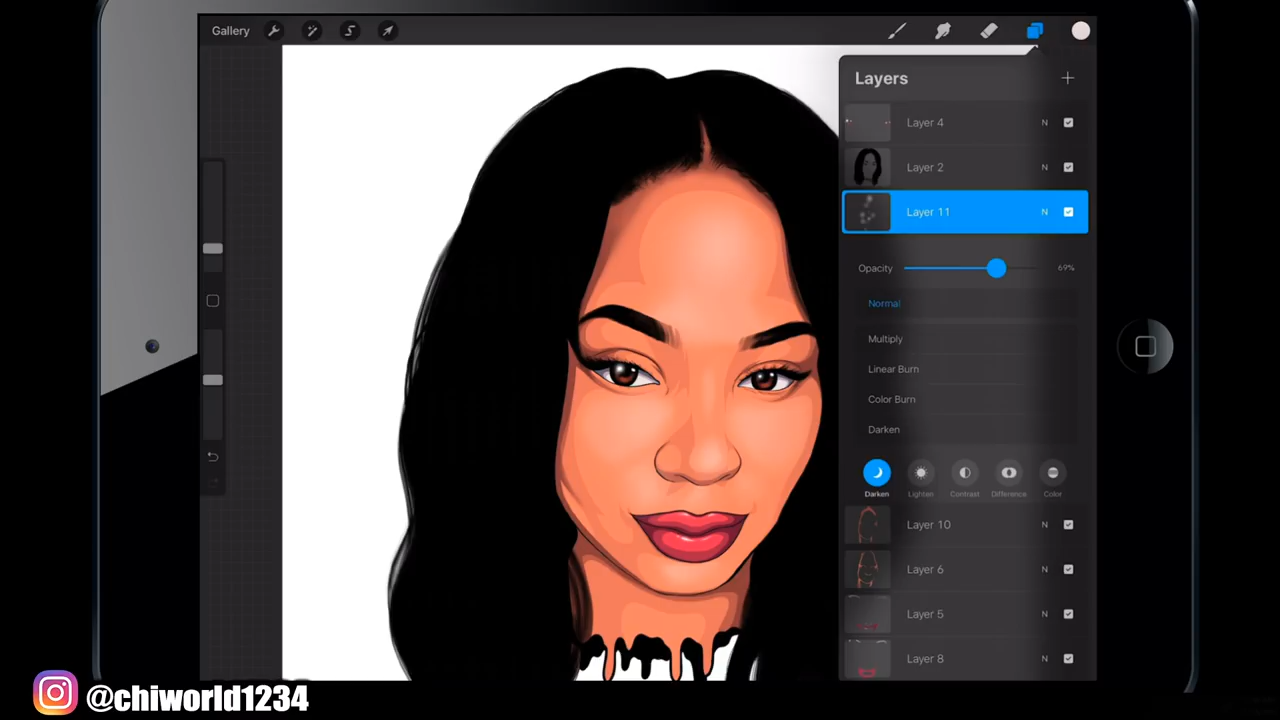 Gallery
Layers
Layer 4 N
Layer 2 N
Layer 11 N
Opacity 69%
Normal
Multiply
Linear Burn
Color Burn
Darken
Darken Lighten Contrast Difference Color
Layer 10 N
Layer 6 N
Layer 5 N
Layer 8 N
@chiworld1234